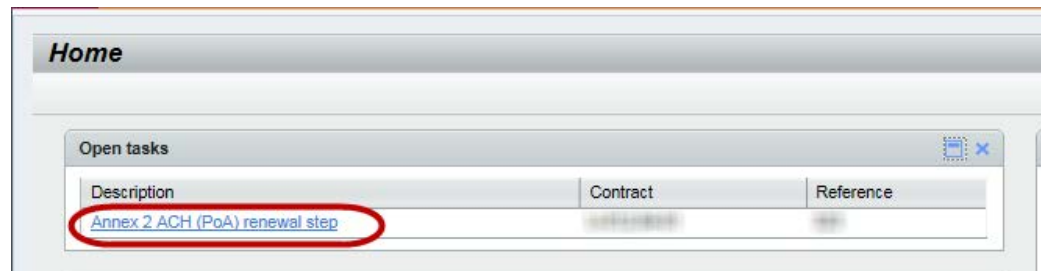 Home
Open tasks
Description Contract Reference
Annex 2 ACH (PoA) renewal step